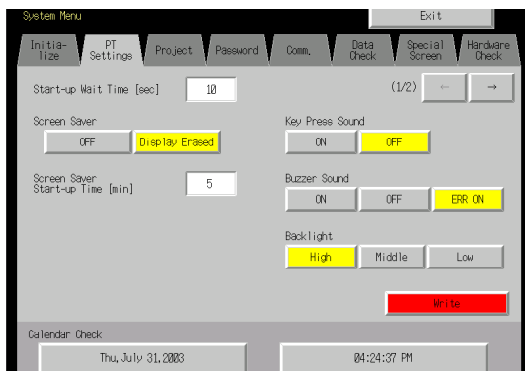 System Menu
Exit
Initia-
lize
PT
Settings
Project
Password
Comm.
Data
Check
Special
Screen
Hardware
Check
Start-up Wait Time [sec]
10
(1/2)
←
→
Screen Saver
OFF
Display Erased
Key Press Sound
ON
OFF
Screen Saver
Start-up Time [min]
5
Buzzer Sound
ON
OFF
ERR ON
Backlight
High
Middle
Low
Write
Calendar Check
Thu,July 31,2003
04:24:37 PM